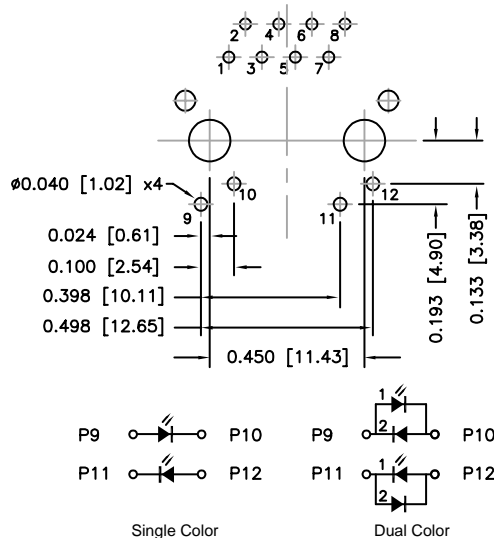 2 4 6 8
1 3 5 7
ø0.040 [1.02] x4
10
12
9
11
0.024 [0.61]
0.100 [2.54]
0.398 [10.11]
0.498 [12.65]
0.450 [11.43]
0.193 [4.90]
0.133 [3.38]
P9 P10
P11 P12
Single Color
1
P9 2 P10
P11 1 P12
2
Dual Color